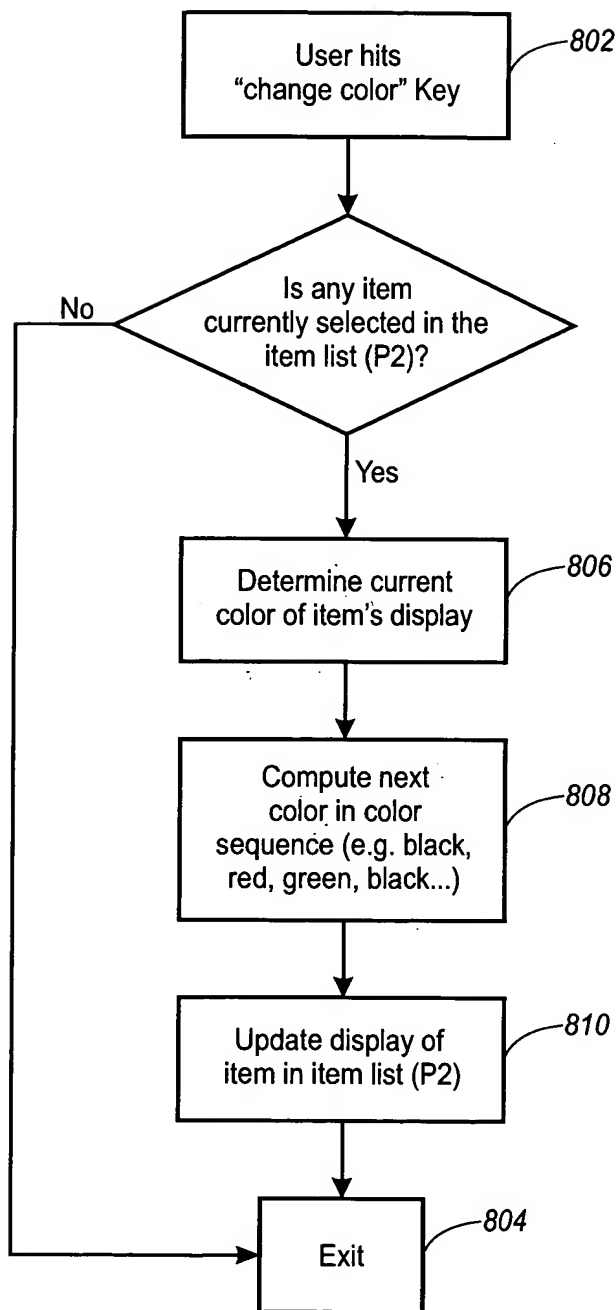 User hits
"change color" Key
802
Is any item
currently selected in the
item list (P2)?
No
Yes
Determine current
color of item's display
806
Compute next
color in color
sequence (e.g. black,
red, green, black...)
808
Update display of
item in item list (P2)
810
Exit
804